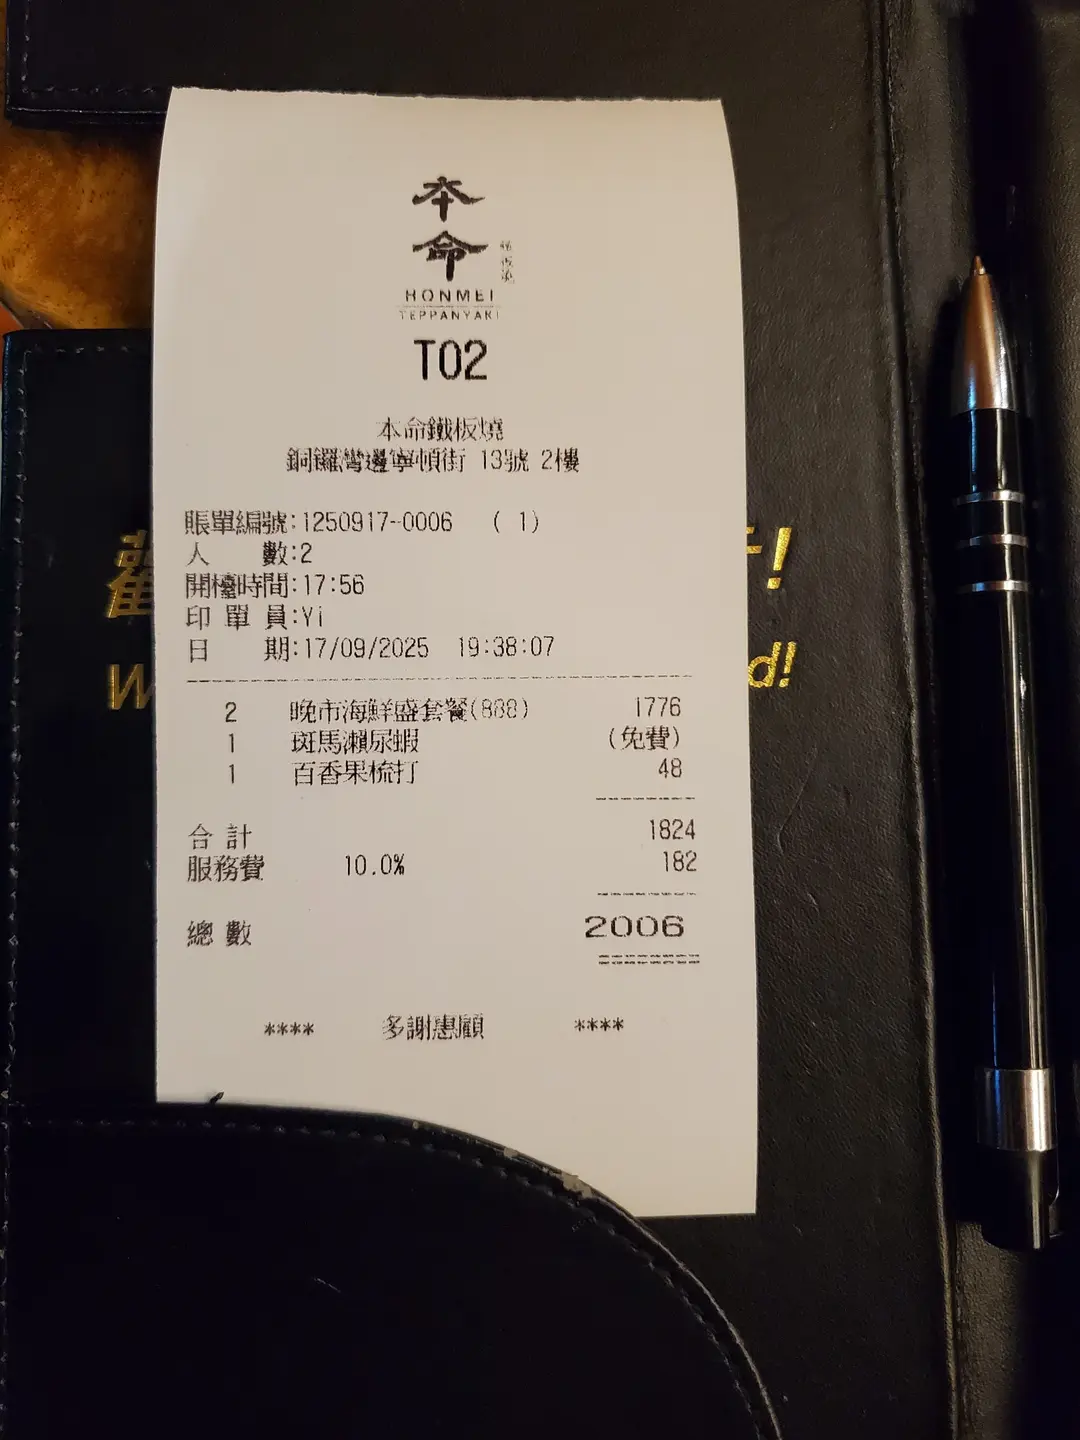 本
命
HONMEI
TEPPANYAKI
T02
本命鐵板燒
銅鑼灣邊寧頓街 13號 2樓
賬單編號:1250917-0006 ( 1)
人 數:2
開檯時間:17:56
印 單 員:Yi
日 期:17/09/2025 19:38:07
2 晚市海鮮盛套餐(888) 1776
1 斑馬瀨尿蝦 (免費)
1 百香果梳打 48
合 計 1824
服務費 10.0% 182
總 數 2006
**** 多謝惠顧 ****